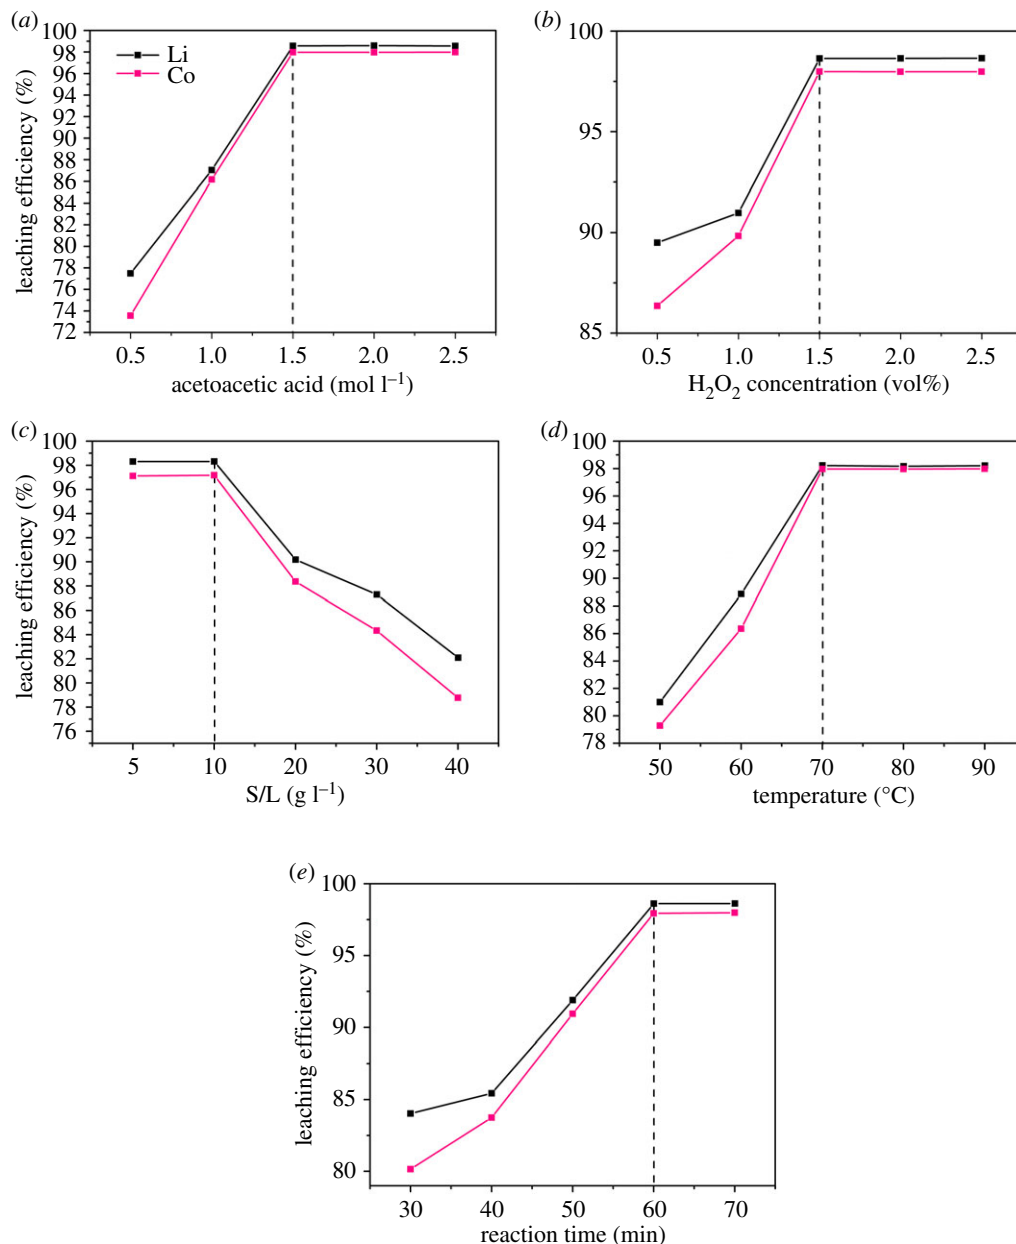 (a)
100
98
96
94
92
90
88
86
84
82
80
78
76
74
72
leaching efficiency (%)
Li
Co
0.5 1.0 1.5 2.0 2.5
acetoacetic acid (mol l⁻¹)
(b)
100
95
90
85
0.5 1.0 1.5 2.0 2.5
H₂O₂ concentration (vol%)
(c)
100
98
96
94
92
90
88
86
84
82
80
78
76
leaching efficiency (%)
5 10 20 30 40
S/L (g l⁻¹)
(d)
100
98
96
94
92
90
88
86
84
82
80
78
50 60 70 80 90
temperature (°C)
(e)
100
95
90
85
80
leaching efficiency (%)
30 40 50 60 70
reaction time (min)